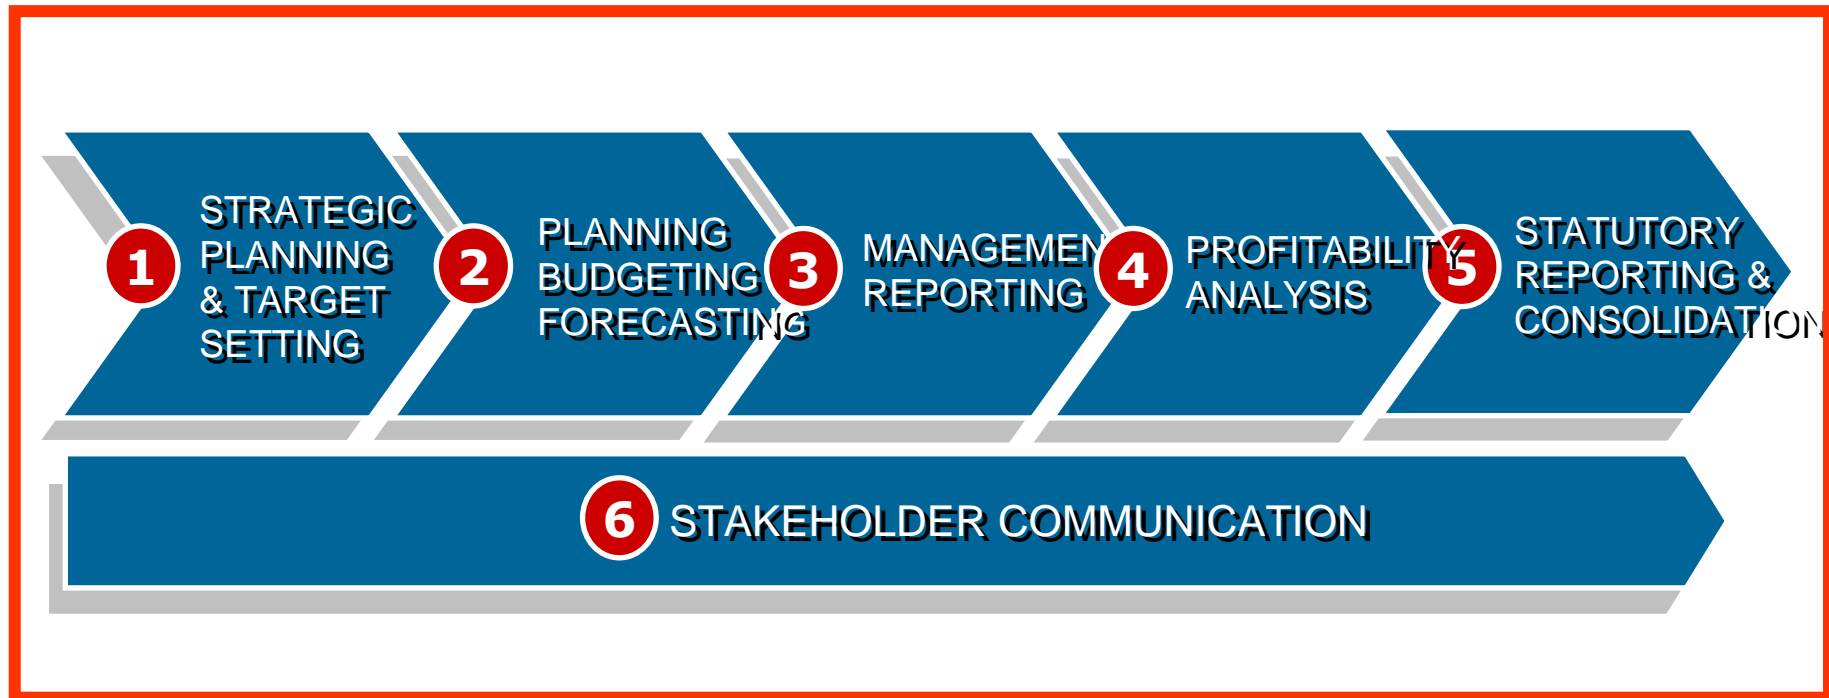 1
STRATEGIC
PLANNING
& TARGET
SETTING
2
PLANNING
BUDGETING
FORECASTING
3
MANAGEMEN
REPORTING
4
PROFITABILITY
ANALYSIS
5
STATUTORY
REPORTING &
CONSOLIDATION
6 STAKEHOLDER COMMUNICATION